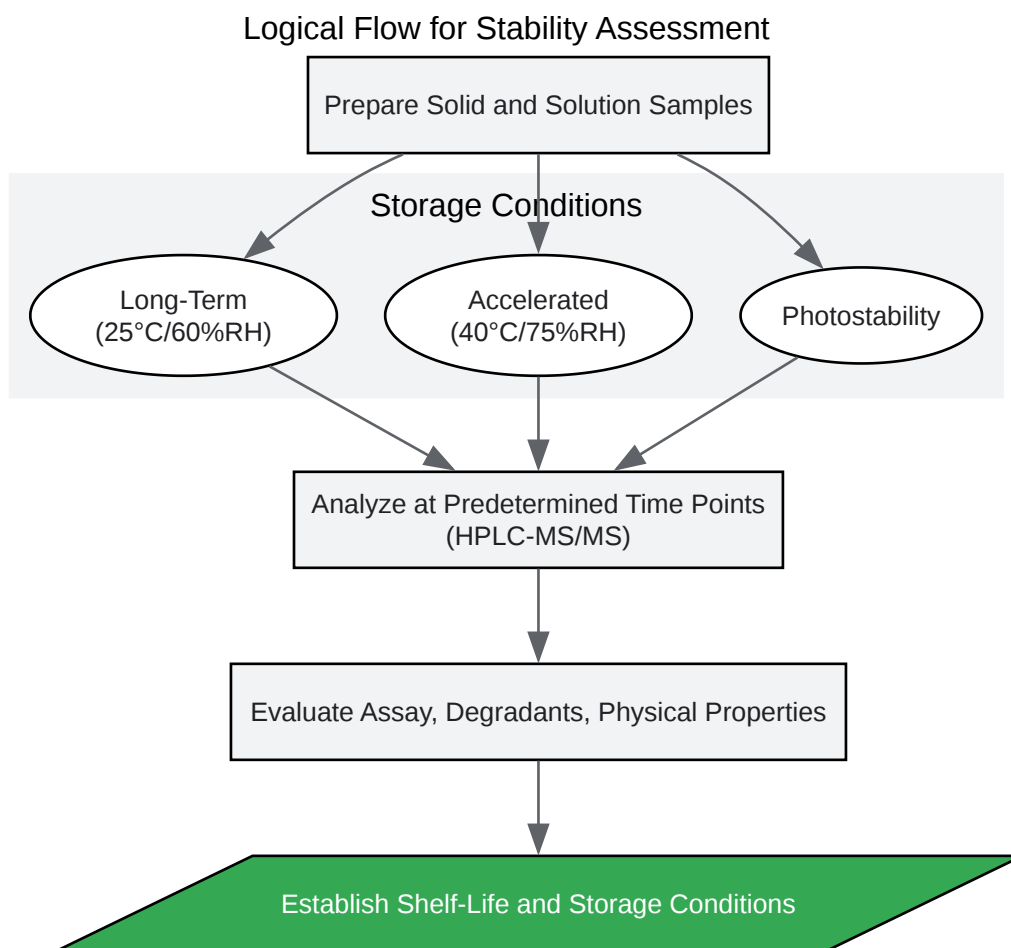 Logical Flow for Stability Assessment
Prepare Solid and Solution Samples
Storage Conditions
Long-Term
(25°C/60%RH)
Accelerated
(40°C/75%RH)
Photostability
Analyze at Predetermined Time Points
(HPLC-MS/MS)
Evaluate Assay, Degradants, Physical Properties
Establish Shelf-Life and Storage Conditions